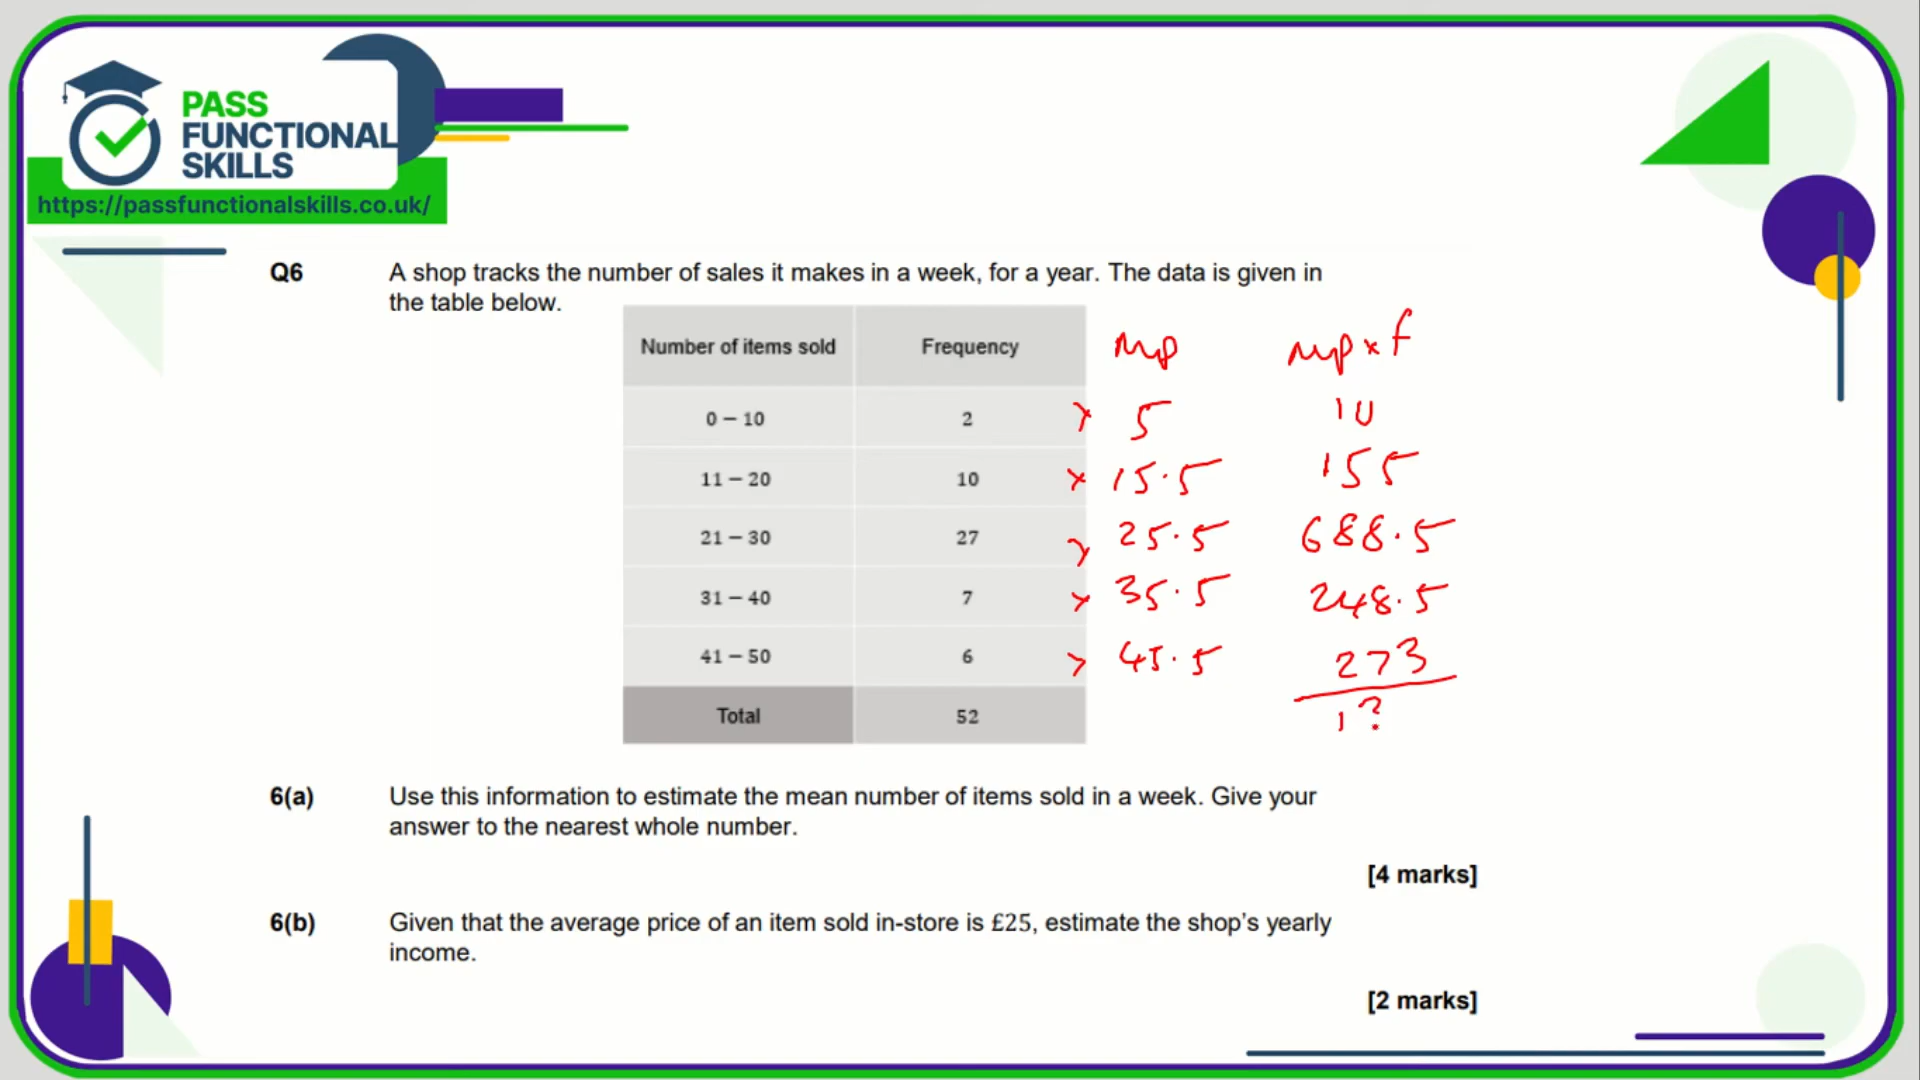 PASS
FUNCTIONAL
SKILLS
https://passfunctionalskills.co.uk/
Q6 A shop tracks the number of sales it makes in a week, for a year. The data is given in
the table below.
Number of items sold Frequency mp mp x f
0 – 10 2 x 5 10
11 – 20 10 x 15.5 155
21 – 30 27 x 25.5 688.5
31 – 40 7 x 35.5 248.5
41 – 50 6 x 45.5 273
Total 52 1?
6(a) Use this information to estimate the mean number of items sold in a week. Give your
answer to the nearest whole number.
[4 marks]
6(b) Given that the average price of an item sold in-store is £25, estimate the shop's yearly
income.
[2 marks]